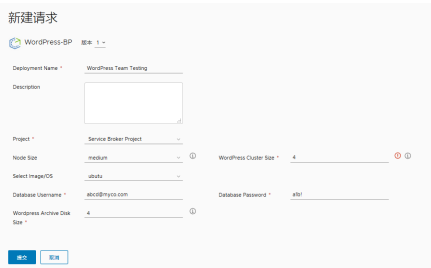 新建请求
WordPress-BP 版本 1
Deployment Name * WordPress Team Testing
Description
Project * Service Broker Project
Node Size medium WordPress Cluster Size * 4
Select Image/OS ubutu
Database Username * abcd@myco.com Database Password * afo!
Wordpress Archive Disk 4
Size *
提交 取消